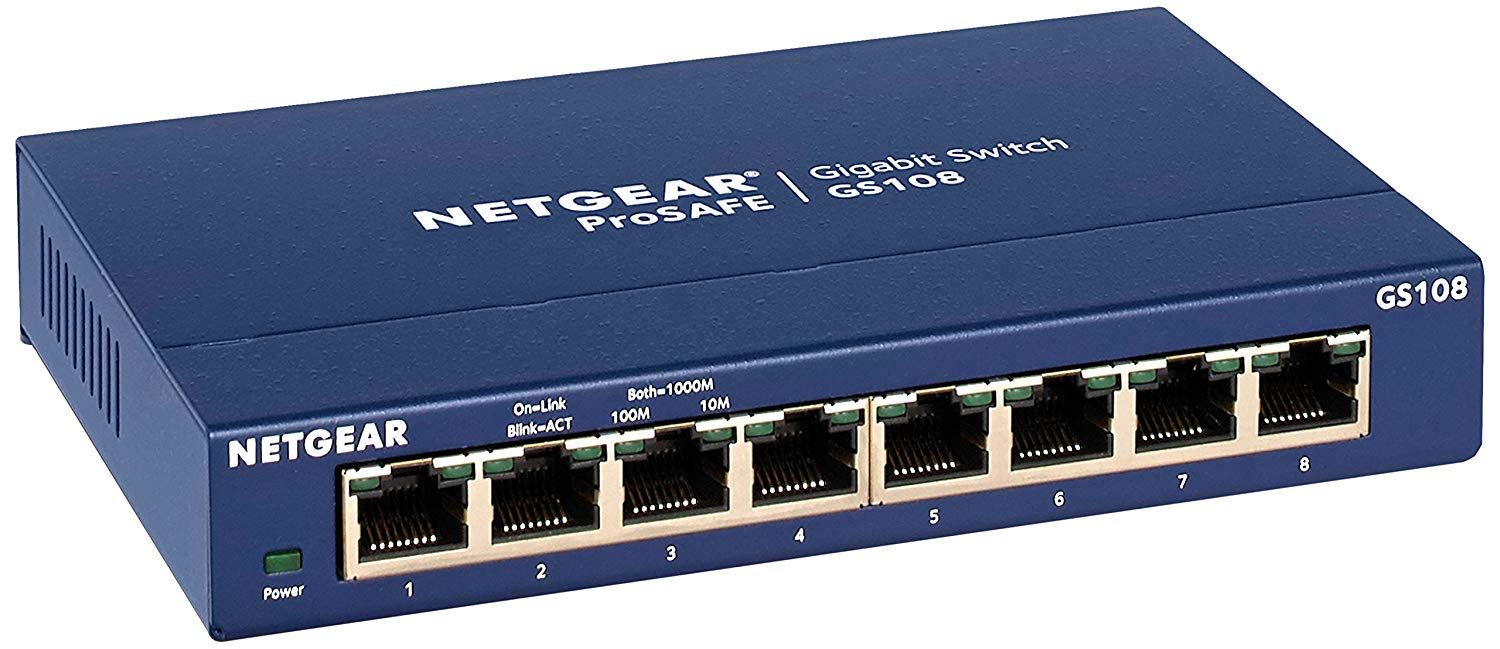 NETGEAR® | Gigabit Switch
ProSAFE GS108
GS108
NETGEAR
On=Link
Blink=ACT
Both=1000M
100M 10M
Power
1 2 3 4 5 6 7 8